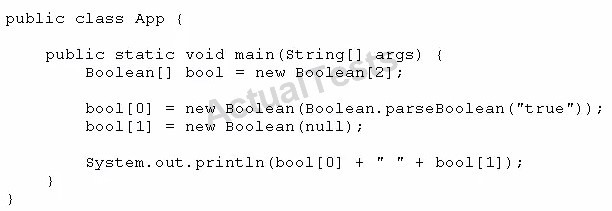 public class App {
public static void main(String[] args) {
Boolean[] bool = new Boolean[2];
bool[0] = new Boolean(Boolean.parseBoolean("true"));
bool[1] = new Boolean(null);
System.out.println(bool[0] + " " + bool[1]);
}
}
ActualTests